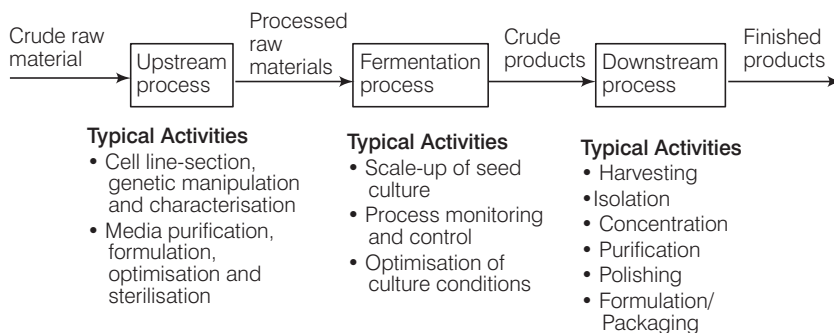 Crude raw
material
Upstream
process
Processed
raw
materials
Fermentation
process
Crude
products
Downstream
process
Finished
products
Typical Activities
• Cell line-section,
genetic manipulation
and characterisation
• Media purification,
formulation,
optimisation and
sterilisation
Typical Activities
• Scale-up of seed
culture
• Process monitoring
and control
• Optimisation of
culture conditions
Typical Activities
• Harvesting
•Isolation
• Concentration
• Purification
• Polishing
• Formulation/
Packaging